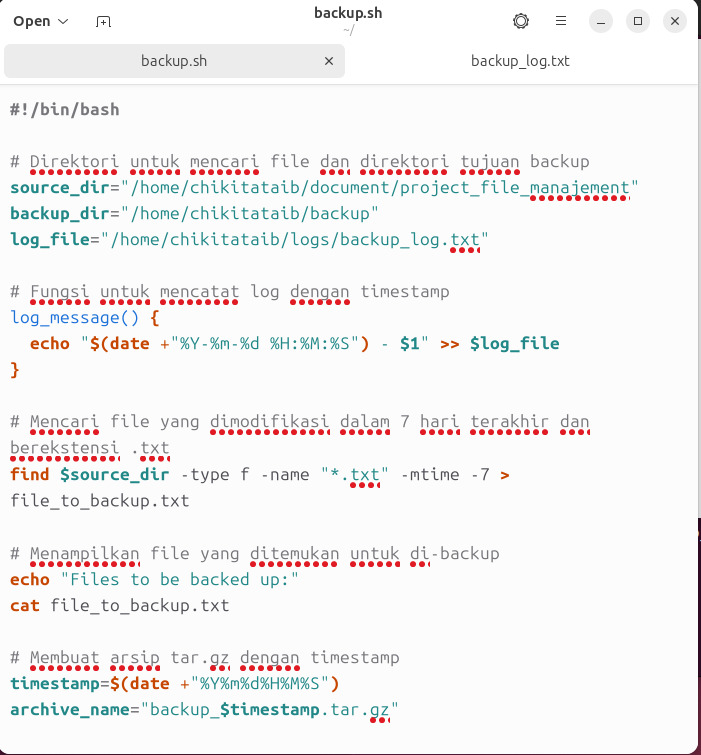 Open
backup.sh
~/
backup.sh
backup_log.txt
#!/bin/bash
# Direktori untuk mencari file dan direktori tujuan backup
source_dir="/home/chikitataib/document/project_file_manajement"
backup_dir="/home/chikitataib/backup"
log_file="/home/chikitataib/logs/backup_log.txt"
# Fungsi untuk mencatat log dengan timestamp
log_message() {
  echo "$(date +"%Y-%m-%d %H:%M:%S") - $1" >> $log_file
}
# Mencari file yang dimodifikasi dalam 7 hari terakhir dan
berekstensi .txt
find $source_dir -type f -name "*.txt" -mtime -7 >
file_to_backup.txt
# Menampilkan file yang ditemukan untuk di-backup
echo "Files to be backed up:"
cat file_to_backup.txt
# Membuat arsip tar.gz dengan timestamp
timestamp=$(date +"%Y%m%d%H%M%S")
archive_name="backup_$timestamp.tar.gz"